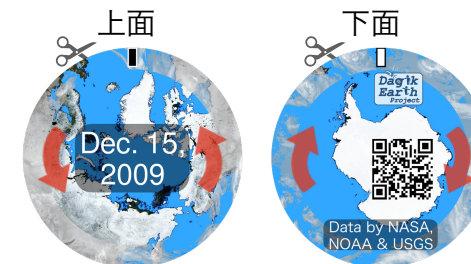 上面
下面
Dec. 15,
2009
Dagik
Earth
Project
Data by NASA,
NOAA & USGS